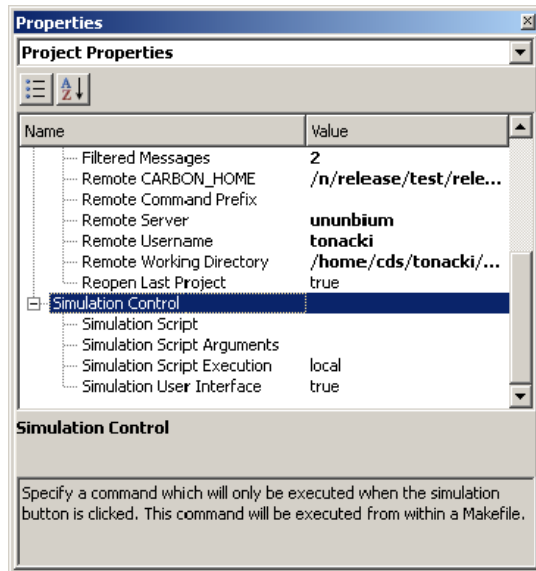 Properties
Project Properties
Name Value
Filtered Messages 2
Remote CARBON_HOME /n/release/test/rele...
Remote Command Prefix
Remote Server ununbium
Remote Username tonacki
Remote Working Directory /home/cds/tonacki/...
Reopen Last Project true
Simulation Control
Simulation Script
Simulation Script Arguments
Simulation Script Execution local
Simulation User Interface true
Simulation Control
Specify a command which will only be executed when the simulation
button is clicked. This command will be executed from within a Makefile.